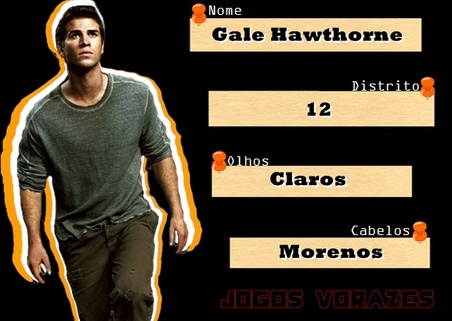 Nome
Gale Hawthorne
Distrito
12
Olhos
Claros
Cabelos
Morenos
JOGOS VORAZES